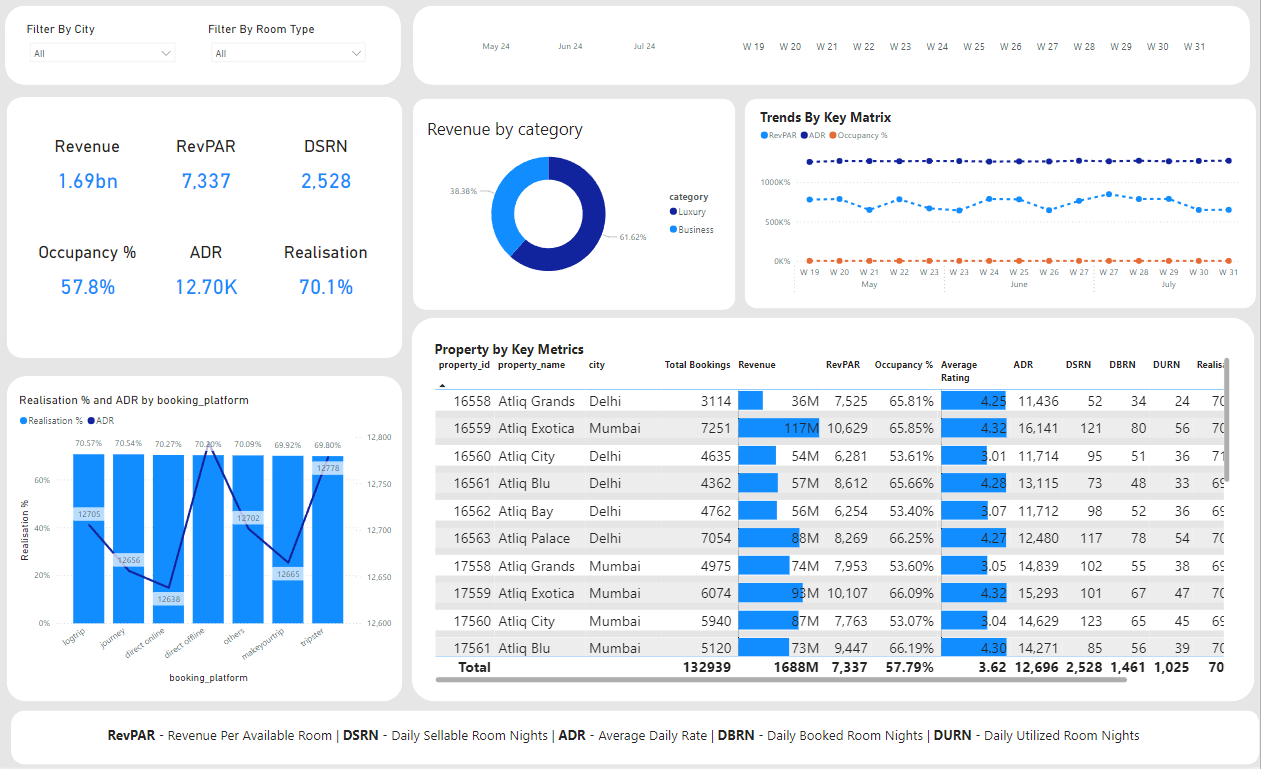 Filter By City
Filter By Room Type
All
All
May 24 Jun 24 Jul 24
W 19 W 20 W 21 W 22 W 23 W 24 W 25 W 26 W 27 W 28 W 29 W 30 W 31
Revenue RevPAR DSRN
1.69bn 7,337 2,528
Occupancy % ADR Realisation
57.8% 12.70K 70.1%
Revenue by category
38.38%
61.62%
category
Luxury
Business
Trends By Key Matrix
RevPAR ADR Occupancy %
1000K%
500K%
0K%
W 19 W 20 W 21 W 22 W 23 W 23 W 24 W 25 W 26 W 27 W 27 W 28 W 29 W 30 W 31
May June July
Realisation % and ADR by booking_platform
Realisation % ADR
70.57% 70.54% 70.27% 70.20% 70.09% 69.92% 69.80%
12,800
12,750
12,700
12,650
12,600
60%
40%
20%
0%
Realisation %
12705 12656 12638 12702 12665 12778
logtrip journey direct online direct offline others makeyourtrip tripster
booking_platform
Property by Key Metrics
property_id property_name city Total Bookings Revenue RevPAR Occupancy % Average Rating ADR DSRN DBRN DURN Realisa
16558 Atliq Grands Delhi 3114 36M 7,525 65.81% 4.25 11,436 52 34 24 70
16559 Atliq Exotica Mumbai 7251 117M 10,629 65.85% 4.32 16,141 121 80 56 70
16560 Atliq City Delhi 4635 54M 6,281 53.61% 3.01 11,714 95 51 36 71
16561 Atliq Blu Delhi 4362 57M 8,612 65.66% 4.28 13,115 73 48 33 69
16562 Atliq Bay Delhi 4762 56M 6,254 53.40% 3.07 11,712 98 52 36 69
16563 Atliq Palace Delhi 7054 88M 8,269 66.25% 4.27 12,480 117 78 54 70
17558 Atliq Grands Mumbai 4975 74M 7,953 53.60% 3.05 14,839 102 55 38 69
17559 Atliq Exotica Mumbai 6074 93M 10,107 66.09% 4.32 15,293 101 67 47 70
17560 Atliq City Mumbai 5940 87M 7,763 53.07% 3.04 14,629 123 65 45 69
17561 Atliq Blu Mumbai 5120 73M 9,447 66.19% 4.30 14,271 85 56 39 70
Total 132939 1688M 7,337 57.79% 3.62 12,696 2,528 1,461 1,025 70
RevPAR - Revenue Per Available Room | DSRN - Daily Sellable Room Nights | ADR - Average Daily Rate | DBRN - Daily Booked Room Nights | DURN - Daily Utilized Room Nights